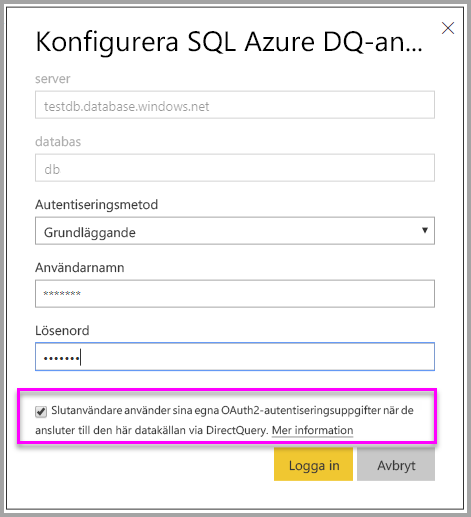 Konfigurera SQL Azure DQ-an...
server
testdb.database.windows.net
databas
db
Autentiseringsmetod
Grundläggande
Användarnamn
*******
Lösenord
•••••••
Slutanvändare använder sina egna OAuth2-autentiseringsuppgifter när de
ansluter till den här datakällan via DirectQuery. Mer information
Logga in
Avbryt